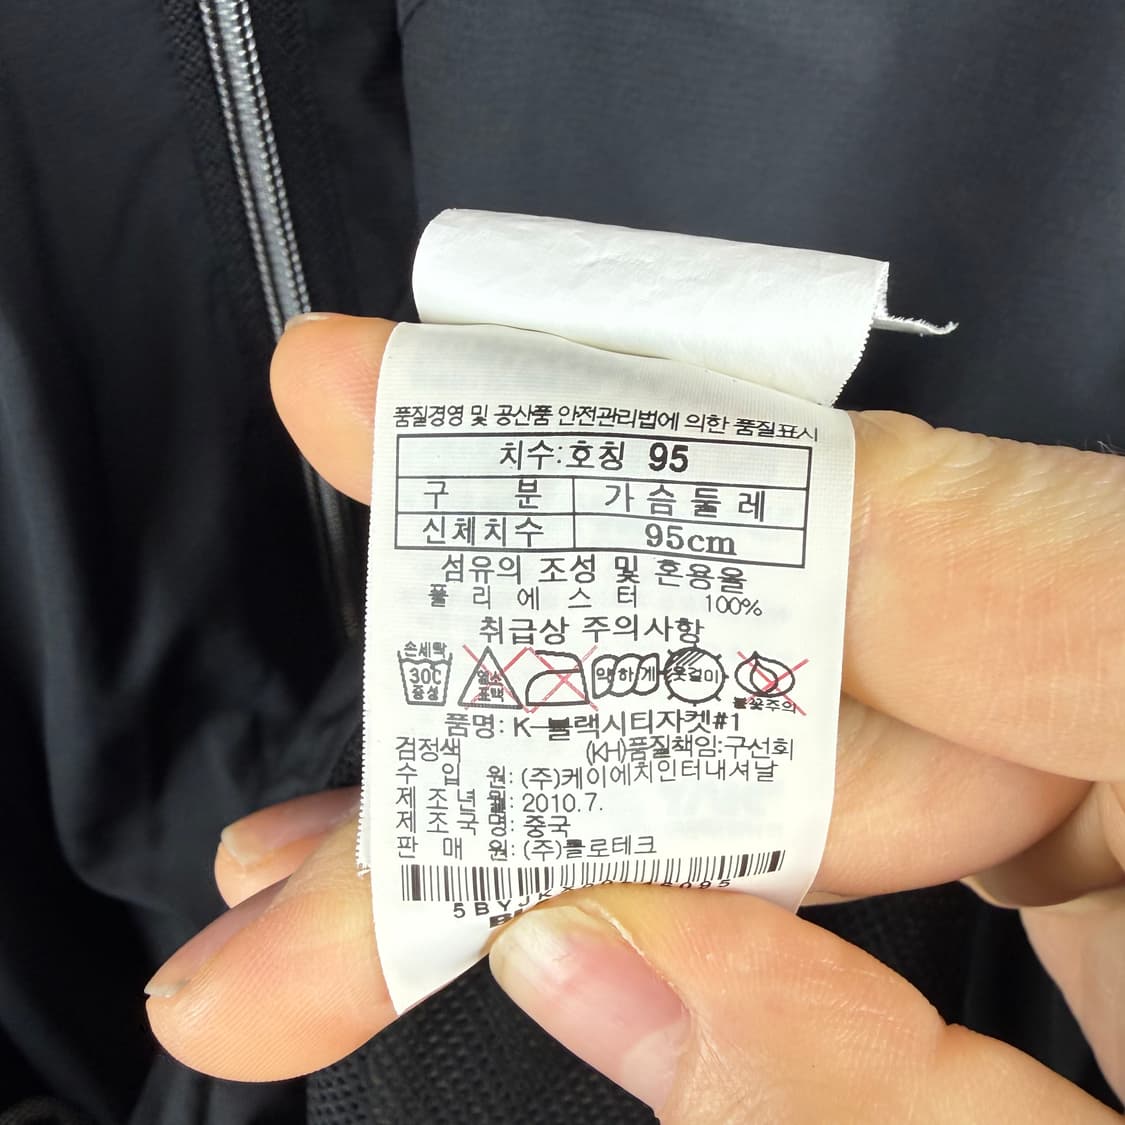 품질경영 및 공산품 안전관리법에 의한 품질표시
치수:호칭 95
구 분 가슴둘레
신체치수 95cm
섬유의 조성 및 혼용율
폴리에스터 100%
취급상 주의사항
손세탁 30C 중성
염소 표백
약하게
옷걸이
불꽃주의
품명: K-블랙시티자켓#1
검정색 (KH)품질책임:구선회
수 입 원: (주)케이에치인터내셔날
제조년월: 2010.7.
제조국명: 중국
판 매 원: (주)콜로테크